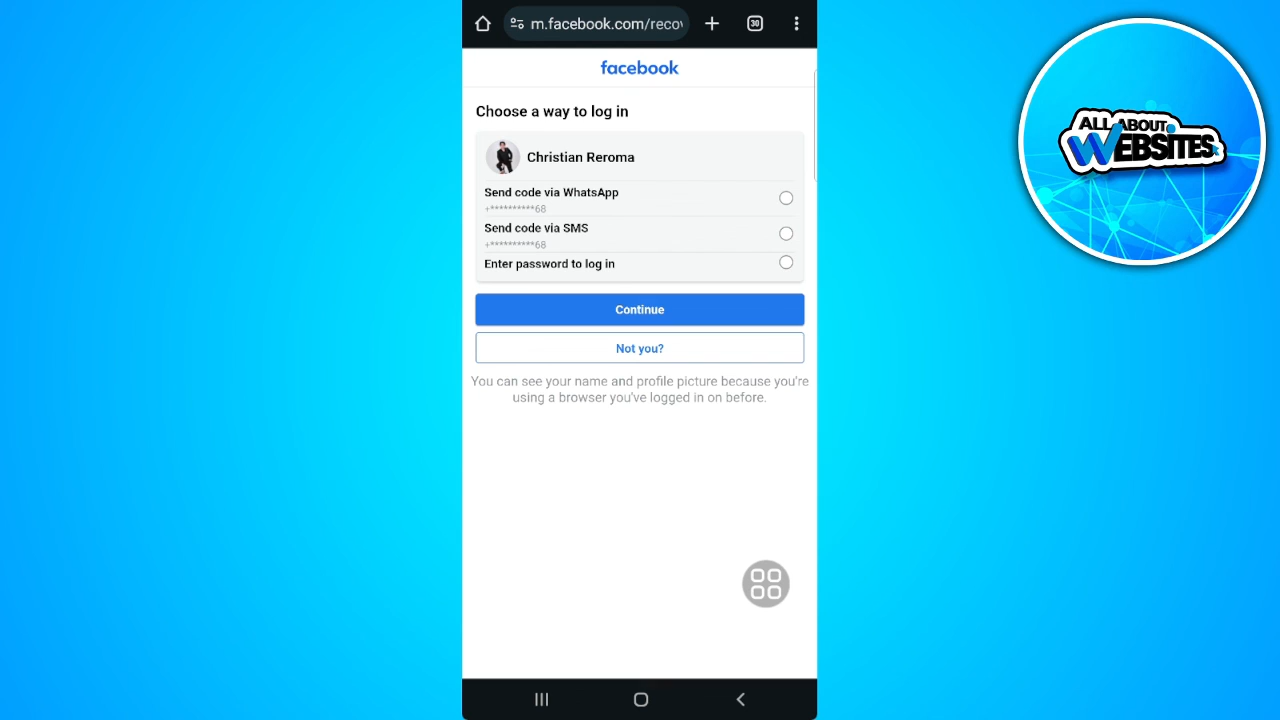 m.facebook.com/reco
30
facebook
Choose a way to log in
Christian Reroma
Send code via WhatsApp
+**********68
Send code via SMS
+**********68
Enter password to log in
Continue
Not you?
You can see your name and profile picture because you're
using a browser you've logged in on before.
ALL ABOUT
WEBSITES